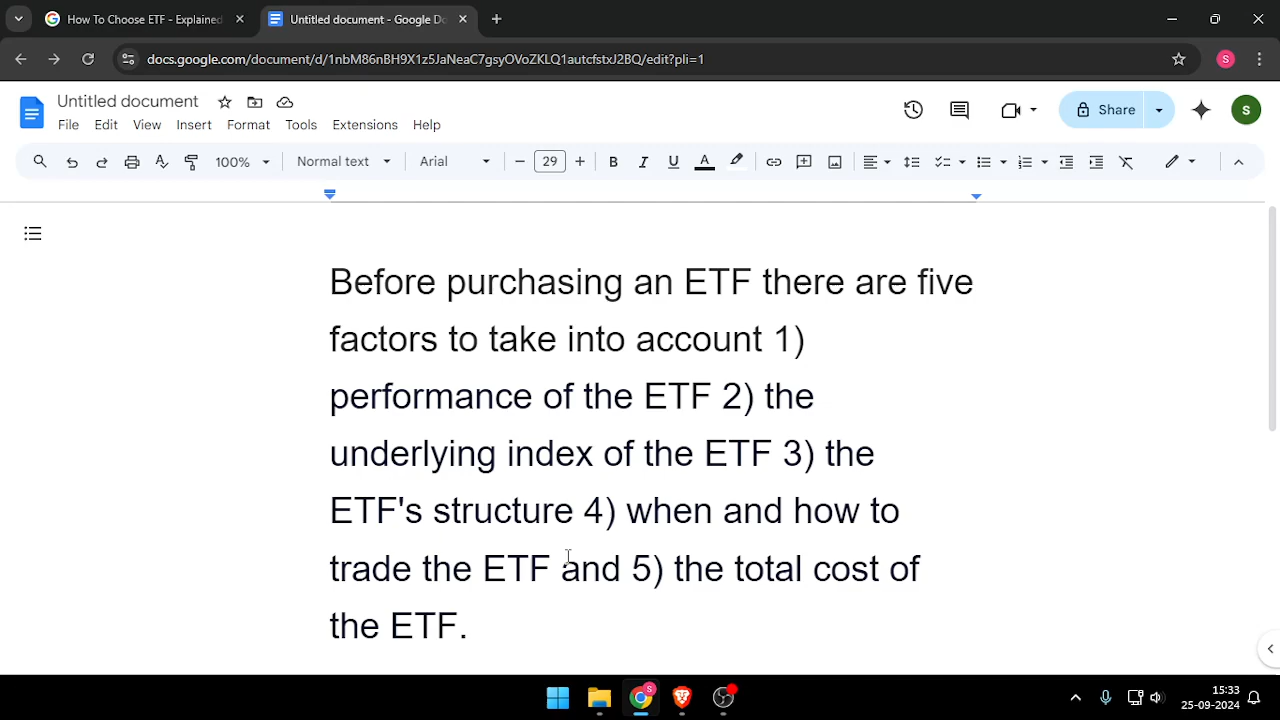 How To Choose ETF - Explained
Untitled document - Google Do
docs.google.com/document/d/1nbM86nBH9X1z5JaNeaC7gsyOVoZKLQ1autcfstxJ2BQ/edit?pli=1
S
Untitled document
File Edit View Insert Format Tools Extensions Help
Share
S
100% Normal text Arial 29 B I U A
Before purchasing an ETF there are five
factors to take into account 1)
performance of the ETF 2) the
underlying index of the ETF 3) the
ETF's structure 4) when and how to
trade the ETF and 5) the total cost of
the ETF.
S
15:33
25-09-2024